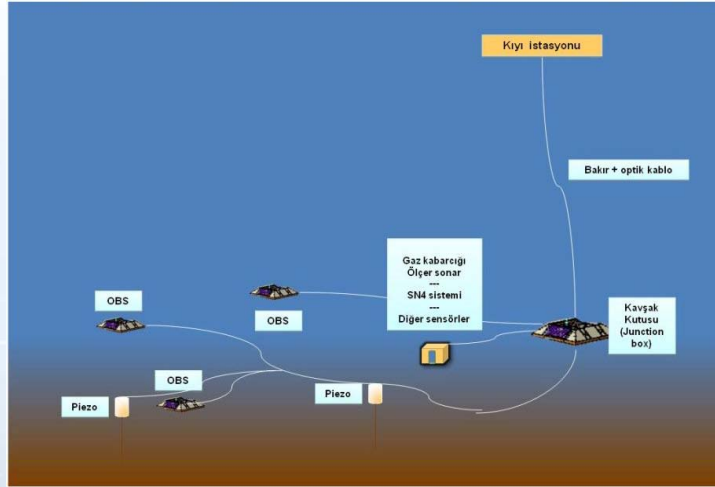 Kıyı istasyonu
Bakır + optik kablo
Gaz kabarcığı
Ölçer sonar
---
SN4 sistemi
---
Diğer sensörler
Kavşak
Kutusu
(Junction
box)
OBS
OBS
OBS
Piezo
Piezo